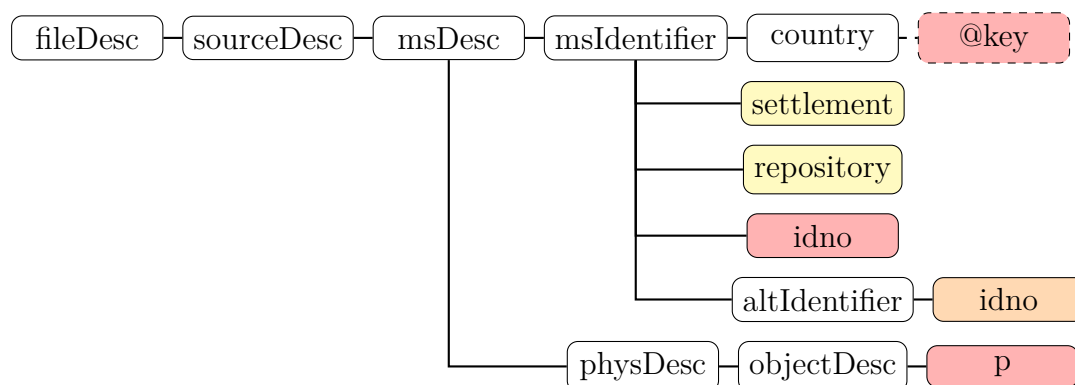 fileDesc sourceDesc msDesc msIdentifier country @key
settlement
repository
idno
altIdentifier idno
physDesc objectDesc p